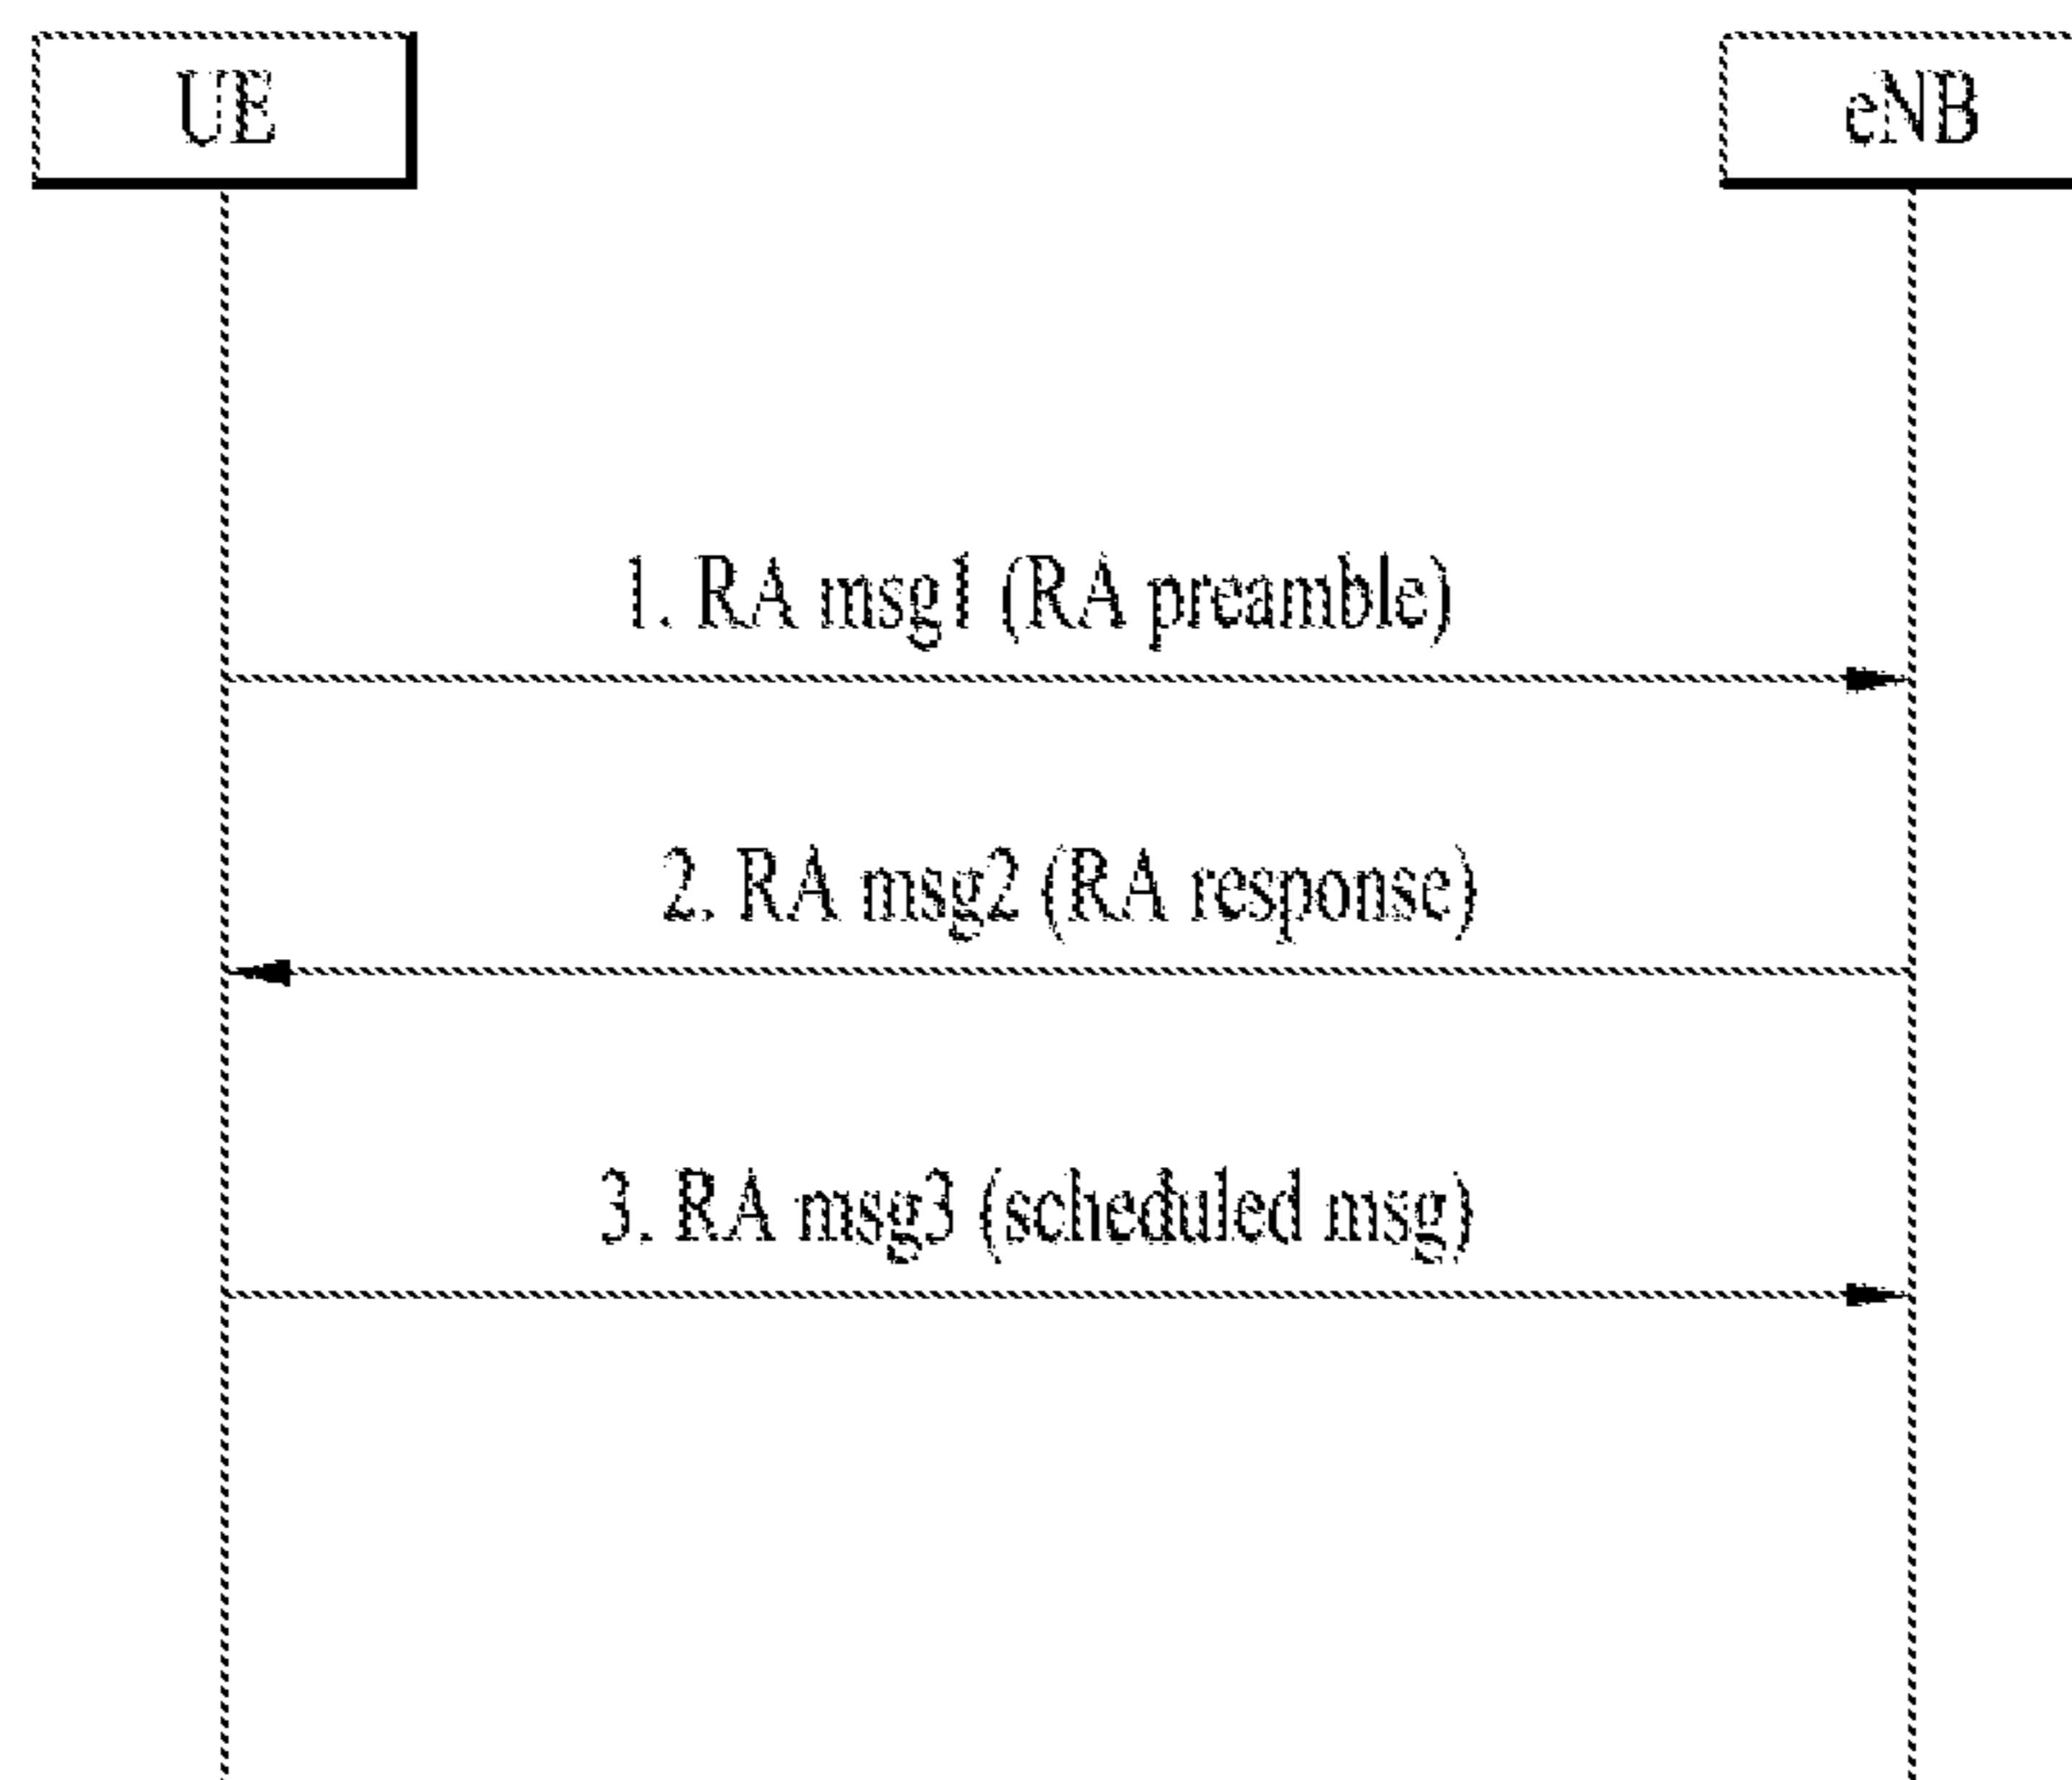 UE
eNB
1. RA msg1 (RA preamble)
2. RA msg2 (RA response)
3. RA msg3 (scheduled msg)